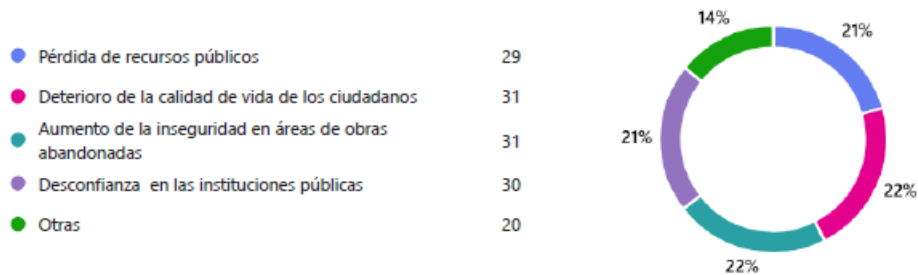 14%
21%
Pérdida de recursos públicos 29
Deterioro de la calidad de vida de los ciudadanos 31
Aumento de la inseguridad en áreas de obras
abandonadas 31
21%
Desconfianza  en las instituciones públicas 30
22%
Otras 20
22%